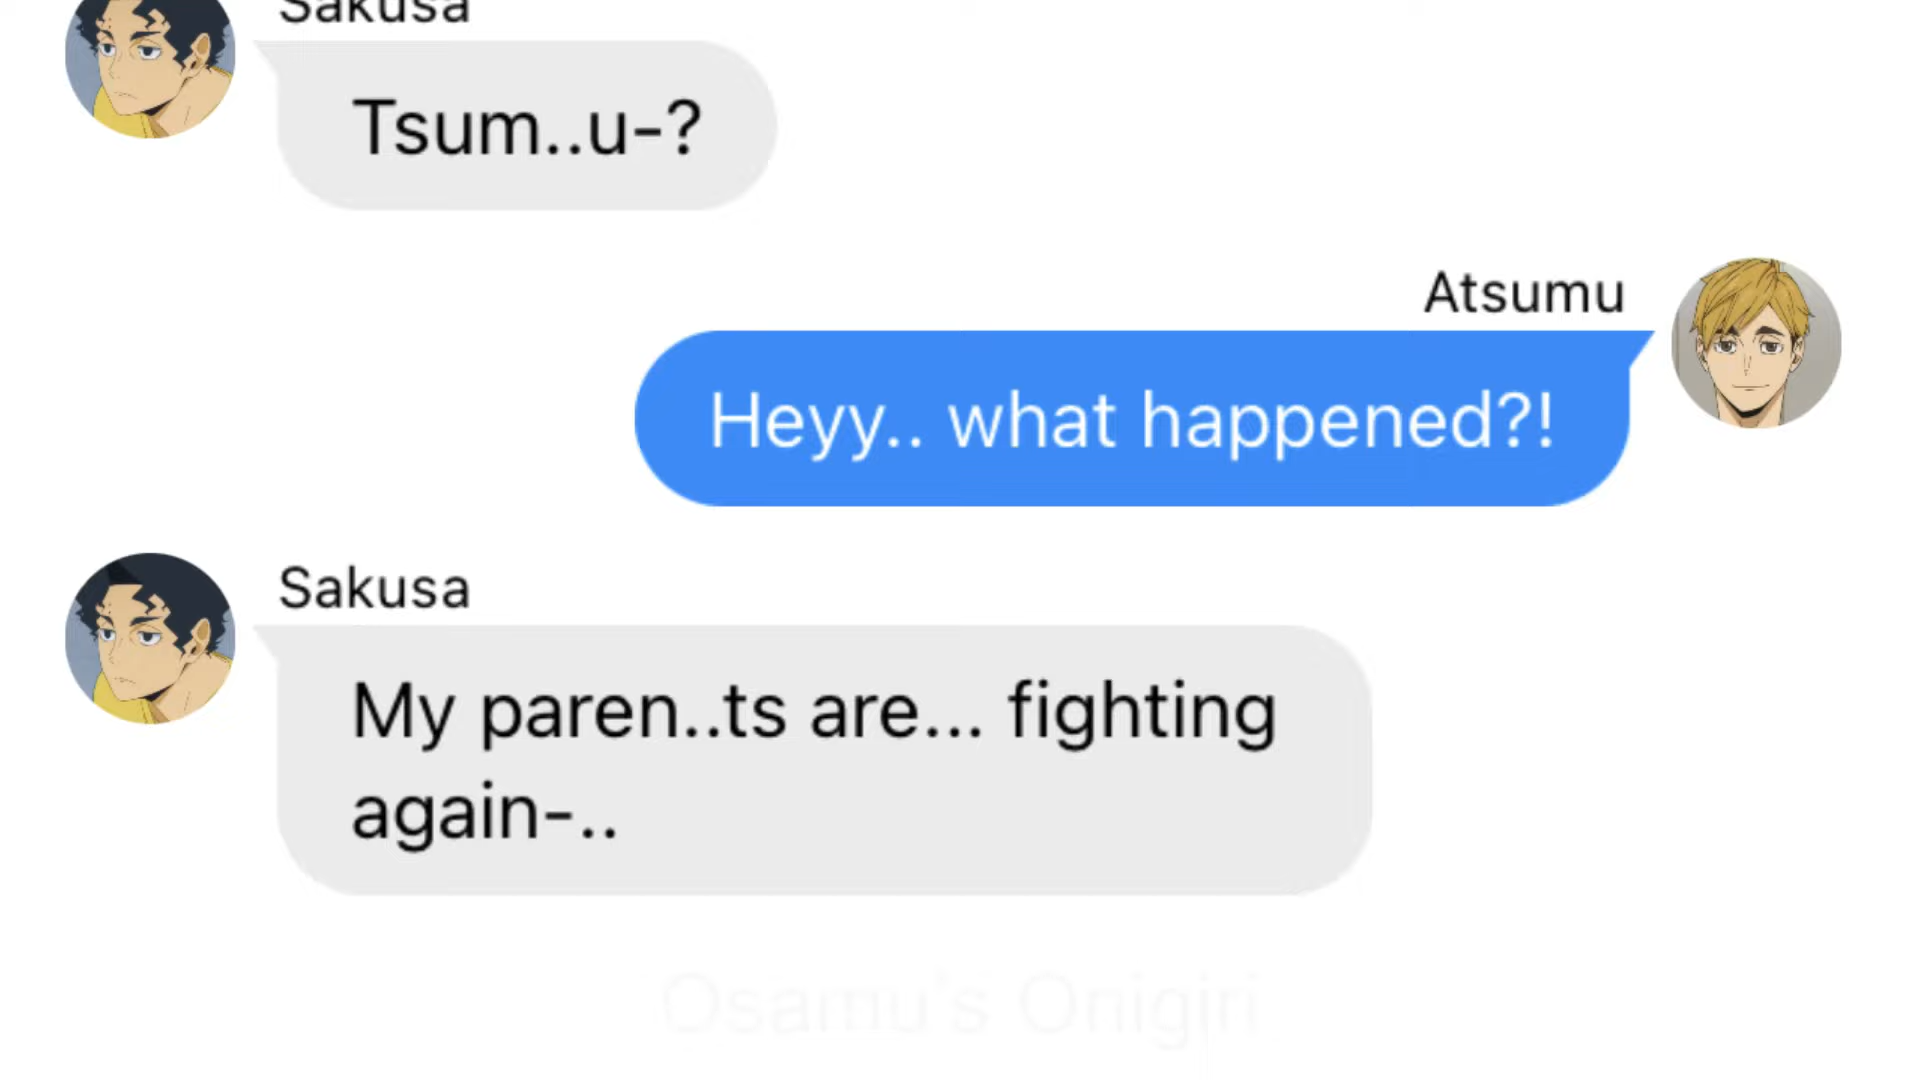 Sakusa
Tsum..u-?
Atsumu
Heyy.. what happened?!
Sakusa
My paren..ts are... fighting
again-..
Osamu's Onigiri